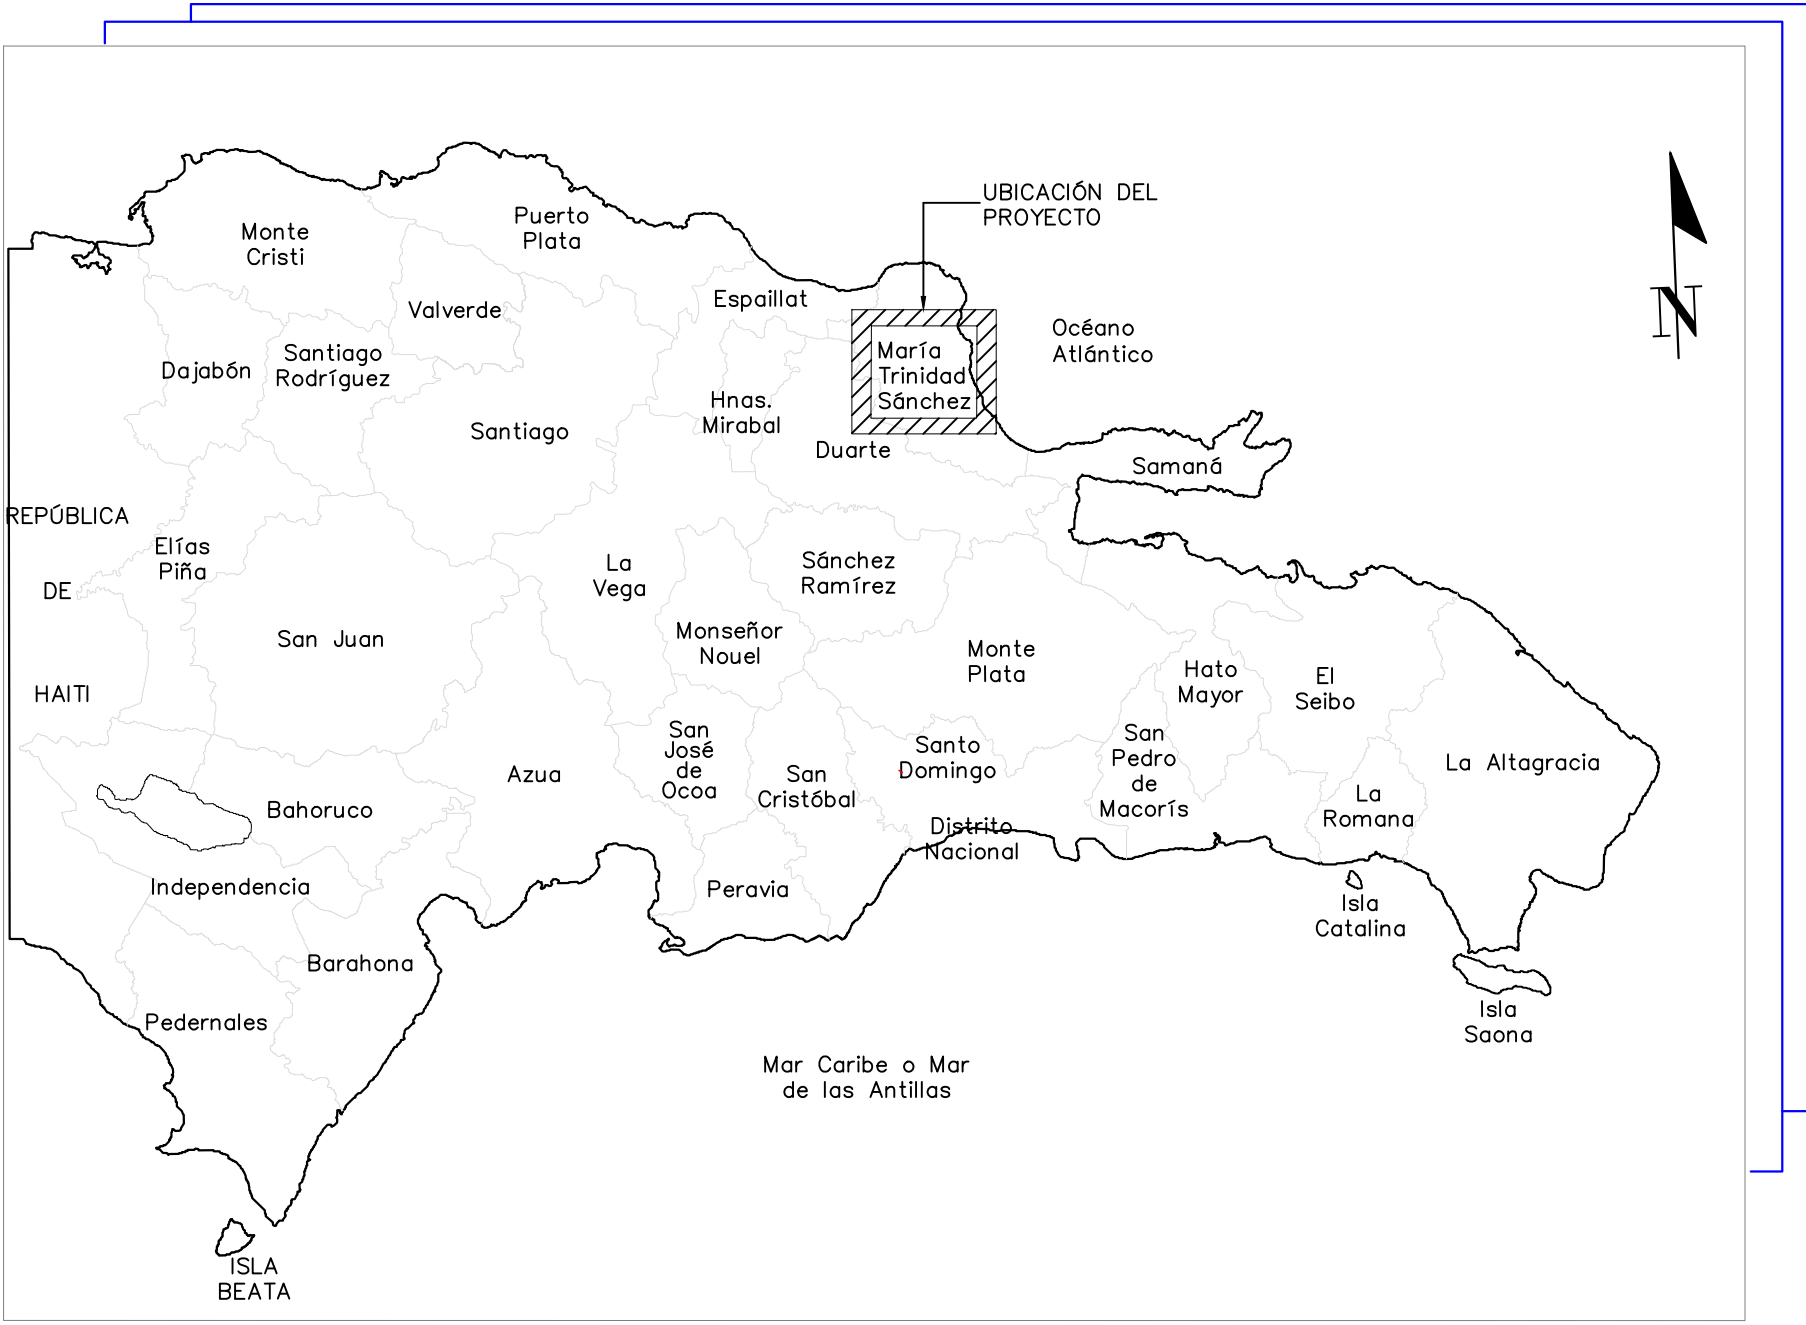 UBICACIÓN DEL
PROYECTO
Puerto
Plata
Monte
Cristi
Espaillat
Valverde
Océano
Atlántico
N
Santiago
Rodríguez
Dajabón
María
Trinidad
Sánchez
Hnas.
Mirabal
Santiago
Duarte
Samaná
REPÚBLICA
DE
HAITI
Elías
Piña
La
Vega
Sánchez
Ramírez
San Juan
Monseñor
Nouel
Monte
Plata
Hato
Mayor
El
Seibo
San
José
de
Ocoa
Azua
San
Cristóbal
Santo
Domingo
San
Pedro
de
Macorís
La Altagracia
La
Romana
Bahoruco
Distrito
Nacional
Independencia
Peravia
Isla
Catalina
Barahona
Pedernales
Isla
Saona
Mar Caribe o Mar
de las Antillas
ISLA
BEATA